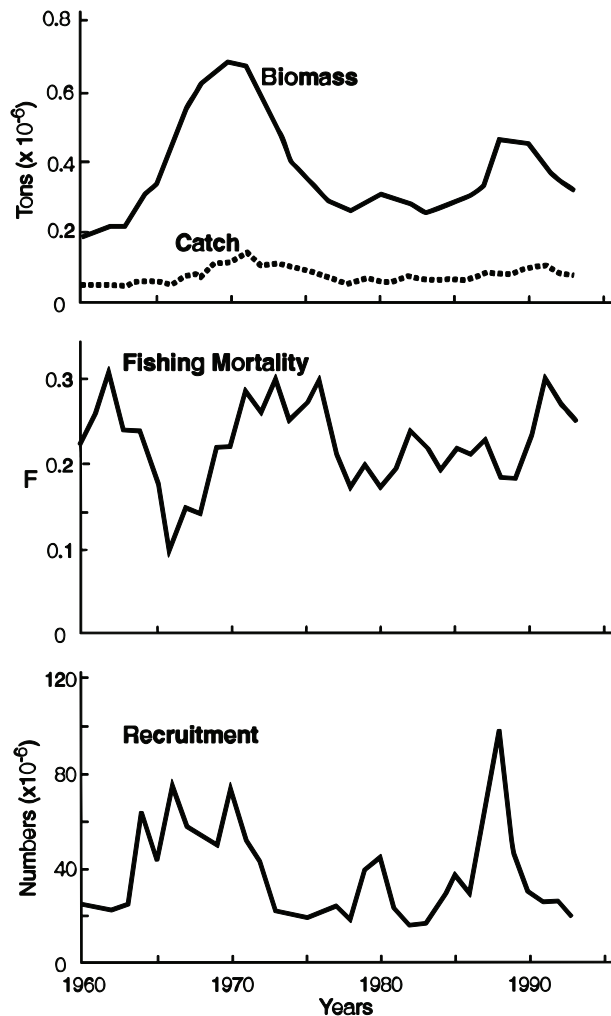 0.8
Biomass
0.6
Tons (x 10-6)
0.4
0.2
Catch
0
Fishing Mortality
0.3
F
0.2
0.1
0
120
Recruitment
Numbers (x10-6)
80
40
0
1960 1970 1980 1990
Years